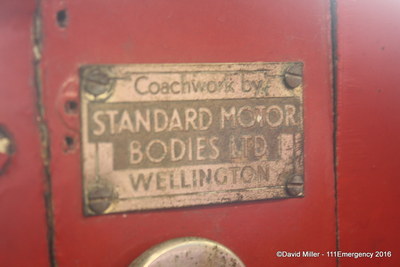 Coachwork by:
STANDARD MOTOR
BODIES LTD
WELLINGTON
©David Miller - 111Emergency 2016